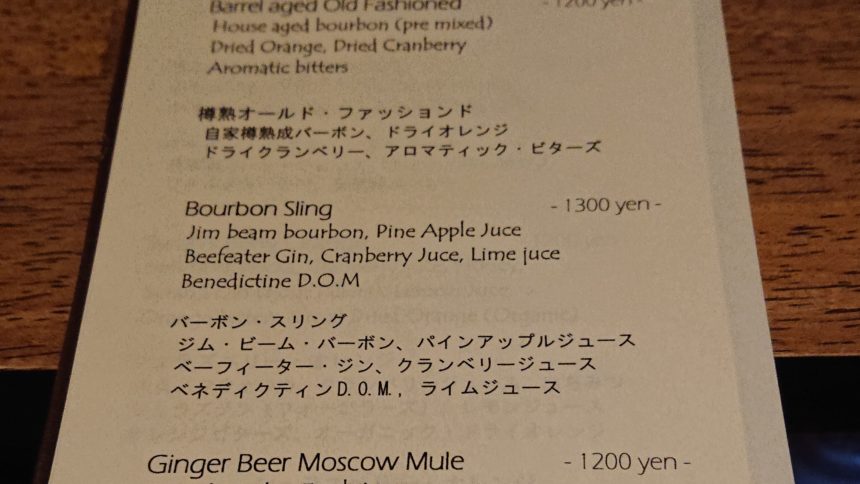 Barrel aged Old Fashioned - 1200 yen -
House aged bourbon (pre mixed)
Dried Orange, Dried Cranberry
Aromatic bitters
樽熟オールド・ファッションド
自家樽熟成バーボン、ドライオレンジ
ドライクランベリー、アロマティック・ビターズ
Bourbon Sling - 1300 yen -
Jim beam bourbon, Pine Apple Juce
Beefeater Gin, Cranberry Juce, Lime juce
Benedictine D.O.M
バーボン・スリング
ジム・ビーム・バーボン、パインアップルジュース
ベーフィーター・ジン、クランベリージュース
ベネディクティンD.O.M., ライムジュース
Ginger Beer Moscow Mule - 1200 yen -